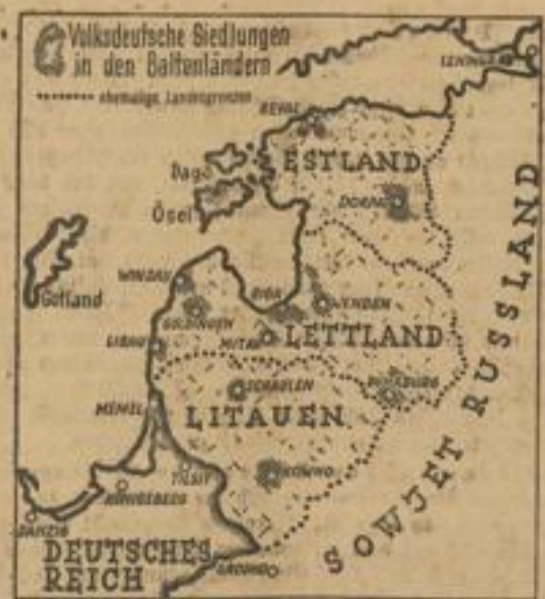 Volksdeutsche Siedlungen
in den Baltenländern
ehemalige Landesgrenzen
LENINGRAD
REVAL
ESTLAND
Dagö
DORPAT
Ösel
Gotland
WINDAU
RIGA
WENDEN
GOLDINGEN
LIBAU
MITAU
LETTLAND
SCHAULEN
DÜNABURG
MEMEL
LITAUEN
TILSIT
KOWNO
KÖNIGSBERG
DANZIG
DEUTSCHES
REICH
GRODNO
SOWJET RUSSLAND